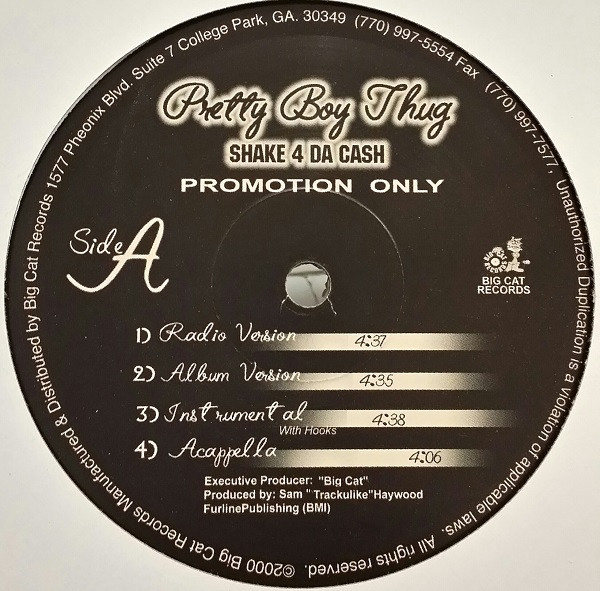 Manufactured & Distributed by Big Cat Records 1577 Pheonix Blvd. Suite 7 College Park, GA. 30349 (770) 997-5554 Fax (770) 997-7577, Unauthorized Duplication is a violation of applicable laws. All rights reserved. ©2000 Big Cat Records
Pretty Boy Thug
SHAKE 4 DA CASH
PROMOTION ONLY
Side A
BIG CAT
RECORDS
1) Radio Version 4:37
2) Album Version 4:35
3) Instrumental 4:38
With Hooks
4) Acappella 4:06
Executive Producer: "Big Cat"
Produced by: Sam " Trackulike"Haywood
FurlinePublishing (BMI)